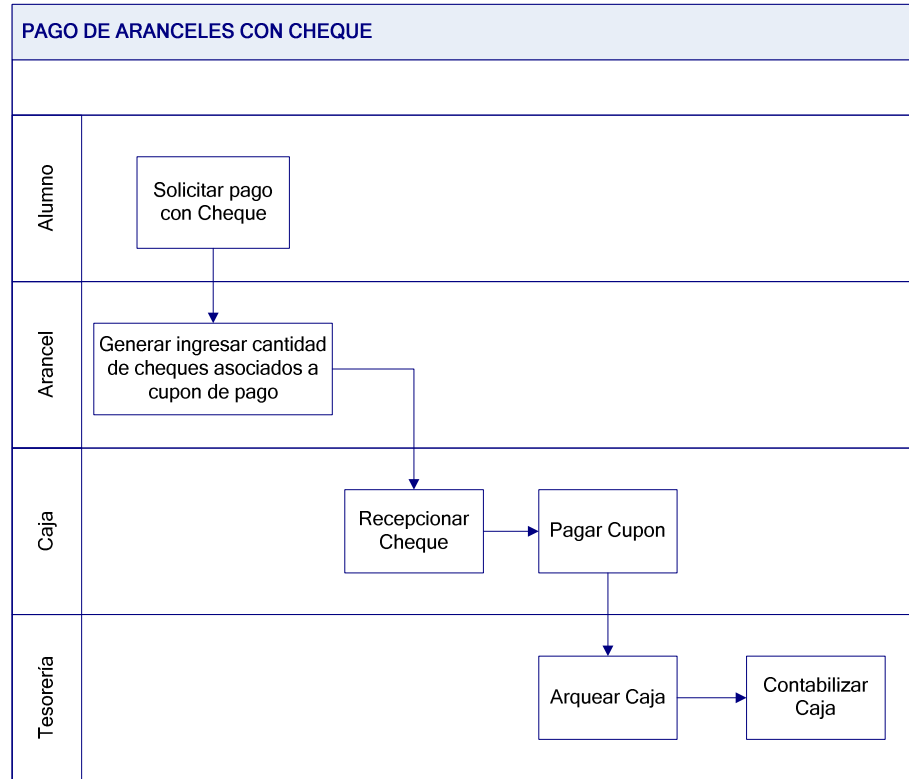 PAGO DE ARANCELES CON CHEQUE
Alumno
Solicitar pago
con Cheque
Arancel
Generar ingresar cantidad
de cheques asociados a
cupon de pago
Caja
Recepcionar
Cheque
Pagar Cupon
Tesorería
Arquear Caja
Contabilizar
Caja